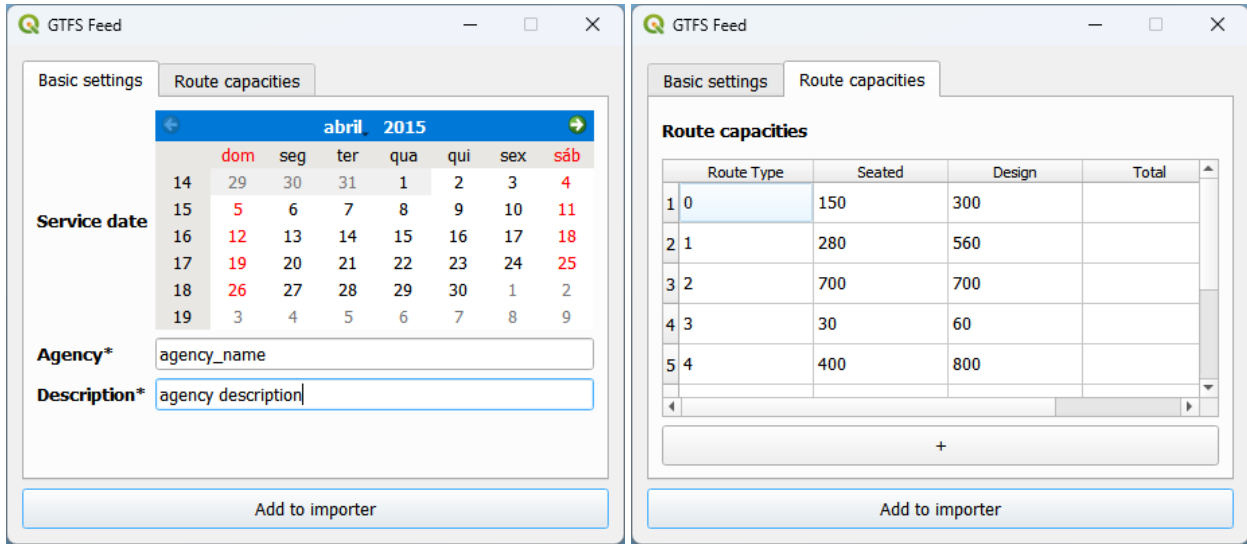 GTFS Feed
Basic settings
Route capacities
abril 2015
dom seg ter qua qui sex sáb
14 29 30 31 1 2 3 4
15 5 6 7 8 9 10 11
Service date
16 12 13 14 15 16 17 18
17 19 20 21 22 23 24 25
18 26 27 28 29 30 1 2
19 3 4 5 6 7 8 9
Agency* agency_name
Description* agency description
Add to importer
GTFS Feed
Basic settings
Route capacities
Route capacities
Route Type Seated Design Total
1 0 150 300
2 1 280 560
3 2 700 700
4 3 30 60
5 4 400 800
+
Add to importer